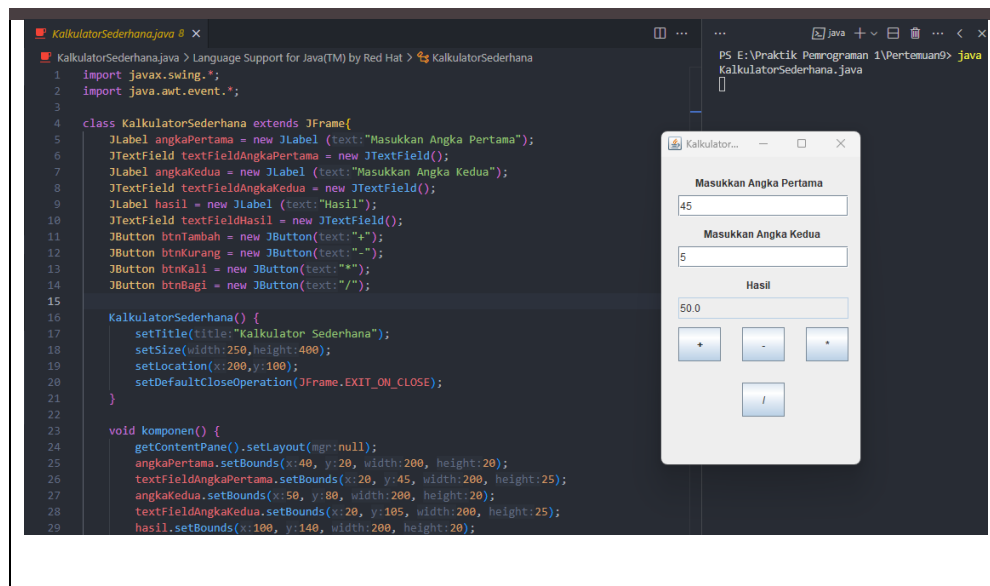 KalkulatorSederhana.java 8 ×
KalkulatorSederhana.java > Language Support for Java(TM) by Red Hat > KalkulatorSederhana
1 import javax.swing.*;
2 import java.awt.event.*;
3
4 class KalkulatorSederhana extends JFrame{
5 JLabel angkaPertama = new JLabel (text:"Masukkan Angka Pertama");
6 JTextField textFieldAngkaPertama = new JTextField();
7 JLabel angkaKedua = new JLabel (text:"Masukkan Angka Kedua");
8 JTextField textFieldAngkaKedua = new JTextField();
9 JLabel hasil = new JLabel (text:"Hasil");
10 JTextField textFieldHasil = new JTextField();
11 JButton btnTambah = new JButton(text:"+");
12 JButton btnKurang = new JButton(text:"-");
13 JButton btnKali = new JButton(text:"*");
14 JButton btnBagi = new JButton(text:"/");
15
16 KalkulatorSederhana() {
17 setTitle(title:"Kalkulator Sederhana");
18 setSize(width:250,height:400);
19 setLocation(x:200,y:100);
20 setDefaultCloseOperation(JFrame.EXIT_ON_CLOSE);
21 }
22
23 void komponen() {
24 getContentPane().setLayout(mgr:null);
25 angkaPertama.setBounds(x:40, y:20, width:200, height:20);
26 textFieldAngkaPertama.setBounds(x:20, y:45, width:200, height:25);
27 angkaKedua.setBounds(x:50, y:80, width:200, height:20);
28 textFieldAngkaKedua.setBounds(x:20, y:105, width:200, height:25);
29 hasil.setBounds(x:100, y:140, width:200, height:20);
java
PS E:\Praktik Pemrograman 1\Pertemuan9> java
KalkulatorSederhana.java
Kalkulator...
Masukkan Angka Pertama
45
Masukkan Angka Kedua
5
Hasil
50.0
+ - *
/